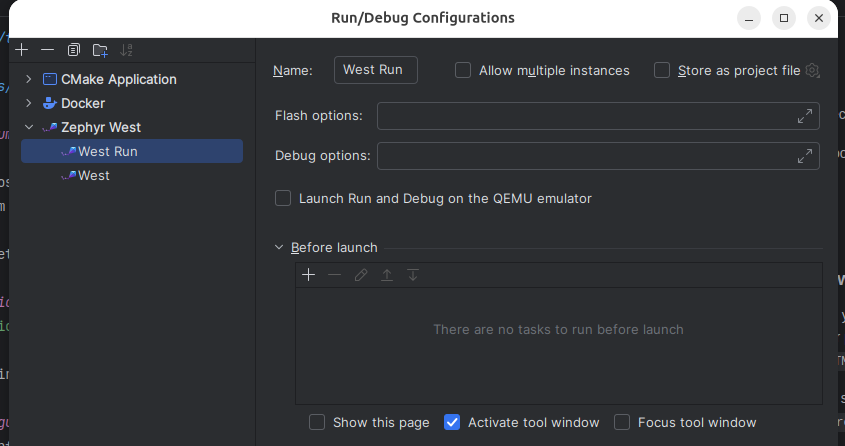 Run/Debug Configurations
CMake Application
Docker
Zephyr West
West Run
West
Name: West Run Allow multiple instances Store as project file
Flash options:
Debug options:
Launch Run and Debug on the QEMU emulator
Before launch
There are no tasks to run before launch
Show this page Activate tool window Focus tool window